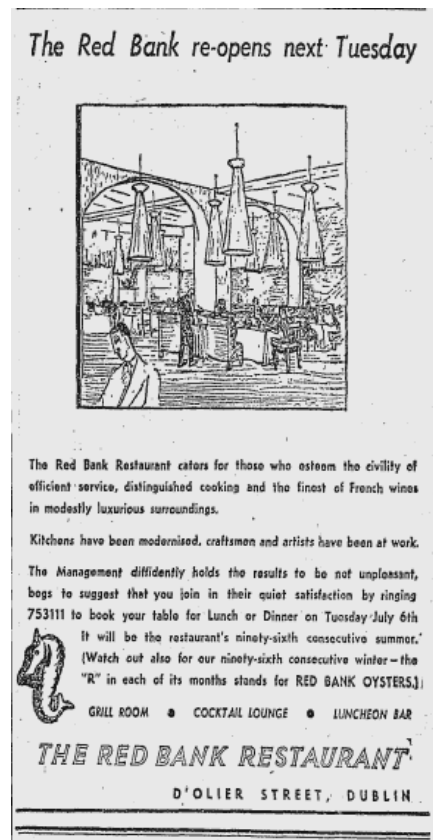 The Red Bank re-opens next Tuesday
The Red Bank Restaurant caters for those who esteem the civility of
efficient service, distinguished cooking and the finest of French wines
in modestly luxurious surroundings.
Kitchens have been modernised, craftsmen and artists have been at work.
The Management diffidently holds the results to be not unpleasant,
begs to suggest that you join in their quiet satisfaction by ringing
753111 to book your table for Lunch or Dinner on Tuesday July 6th
It will be the restaurant's ninety-sixth consecutive summer.
(Watch out also for our ninety-sixth consecutive winter – the
"R" in each of its months stands for RED BANK OYSTERS.)
GRILL ROOM • COCKTAIL LOUNGE • LUNCHEON BAR
THE RED BANK RESTAURANT
D'OLIER STREET, DUBLIN